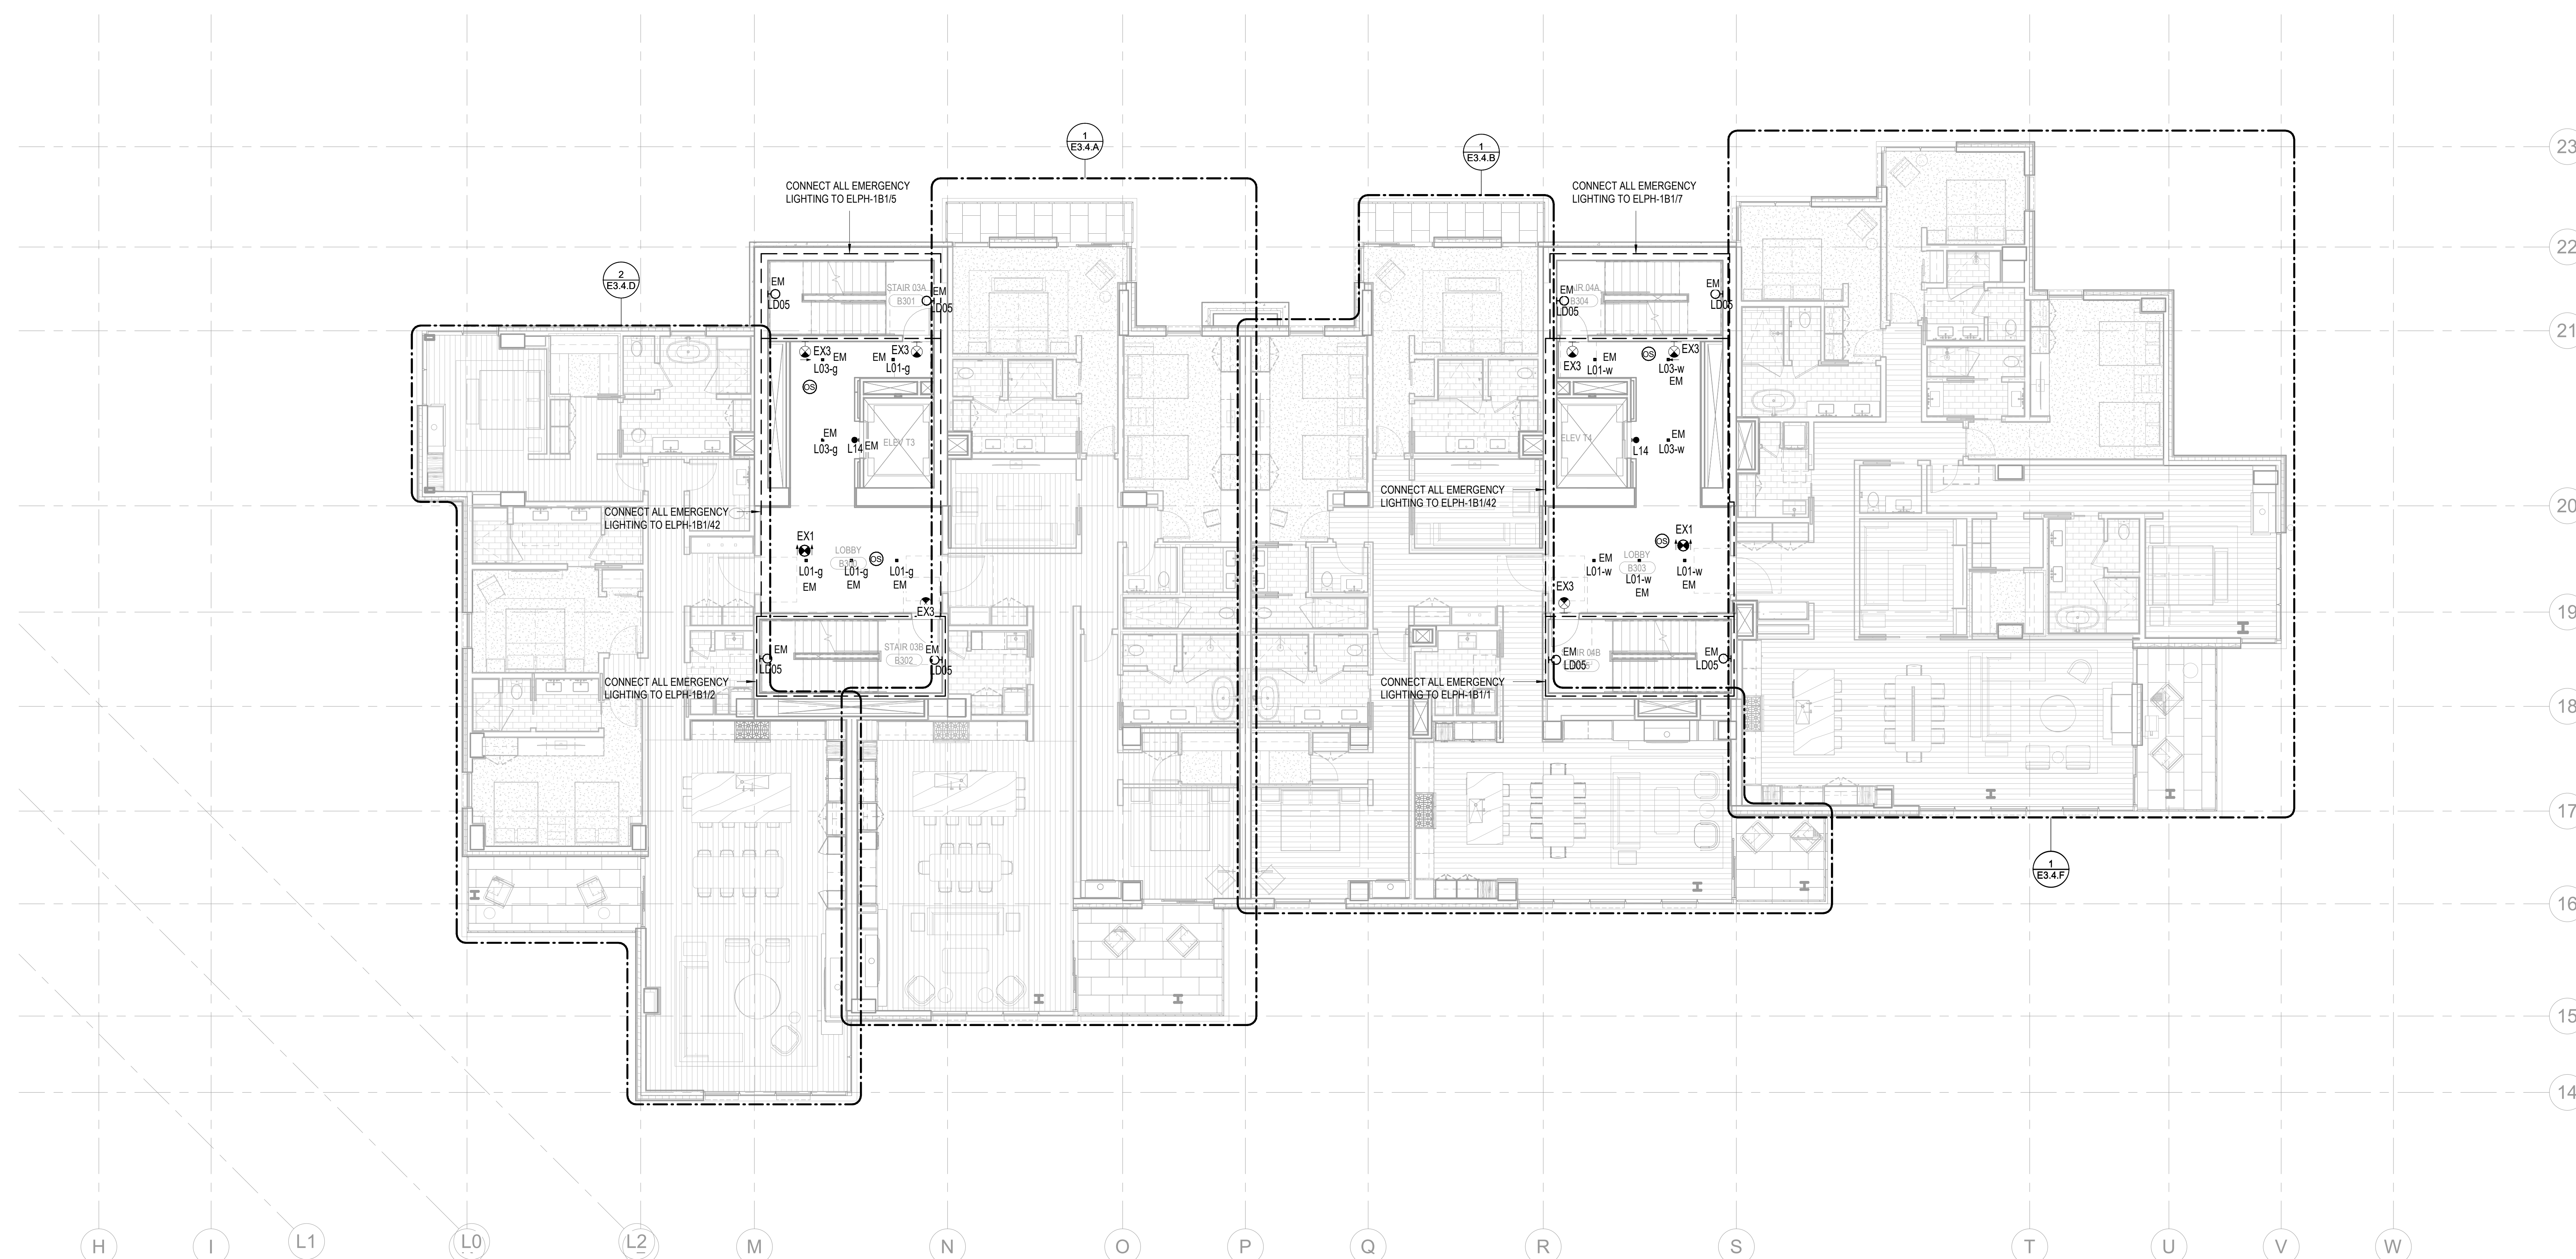 1
E3.4.A
1
E3.4.B
23
CONNECT ALL EMERGENCY
LIGHTING TO ELPH-1B1/5
CONNECT ALL EMERGENCY
LIGHTING TO ELPH-1B1/7
22
2
E3.4.D
EM
LD05
STAIR 03A
B301
EM
LD05
EM
LD05
B304
EM
LD05
21
EX3
EM
L03-g
EM
EX3
L01-g
OS
EX3
EM
L01-w
OS
EX3
L03-w
EM
EM
L03-g
L14
EM
ELEV T3
ELEV T4
L14
EM
L03-w
CONNECT ALL EMERGENCY
LIGHTING TO ELPH-1B1/42
CONNECT ALL EMERGENCY
LIGHTING TO ELPH-1B1/42
20
EX1
LOBBY
OS
L01-g
EM
L01-g
EM
L01-g
EM
EX3
EX1
OS
LOBBY
B303
EM
L01-w
L01-w
EM
L01-w
EM
EX3
19
EM
LD05
STAIR 03B
B302
EM
LD05
EM
LD05
EM
LD05
CONNECT ALL EMERGENCY
LIGHTING TO ELPH-1B1/2
CONNECT ALL EMERGENCY
LIGHTING TO ELPH-1B1/1
18
17
1
E3.4.F
16
15
14
H
I
L1
L0
L2
M
N
O
P
Q
R
S
T
U
V
W